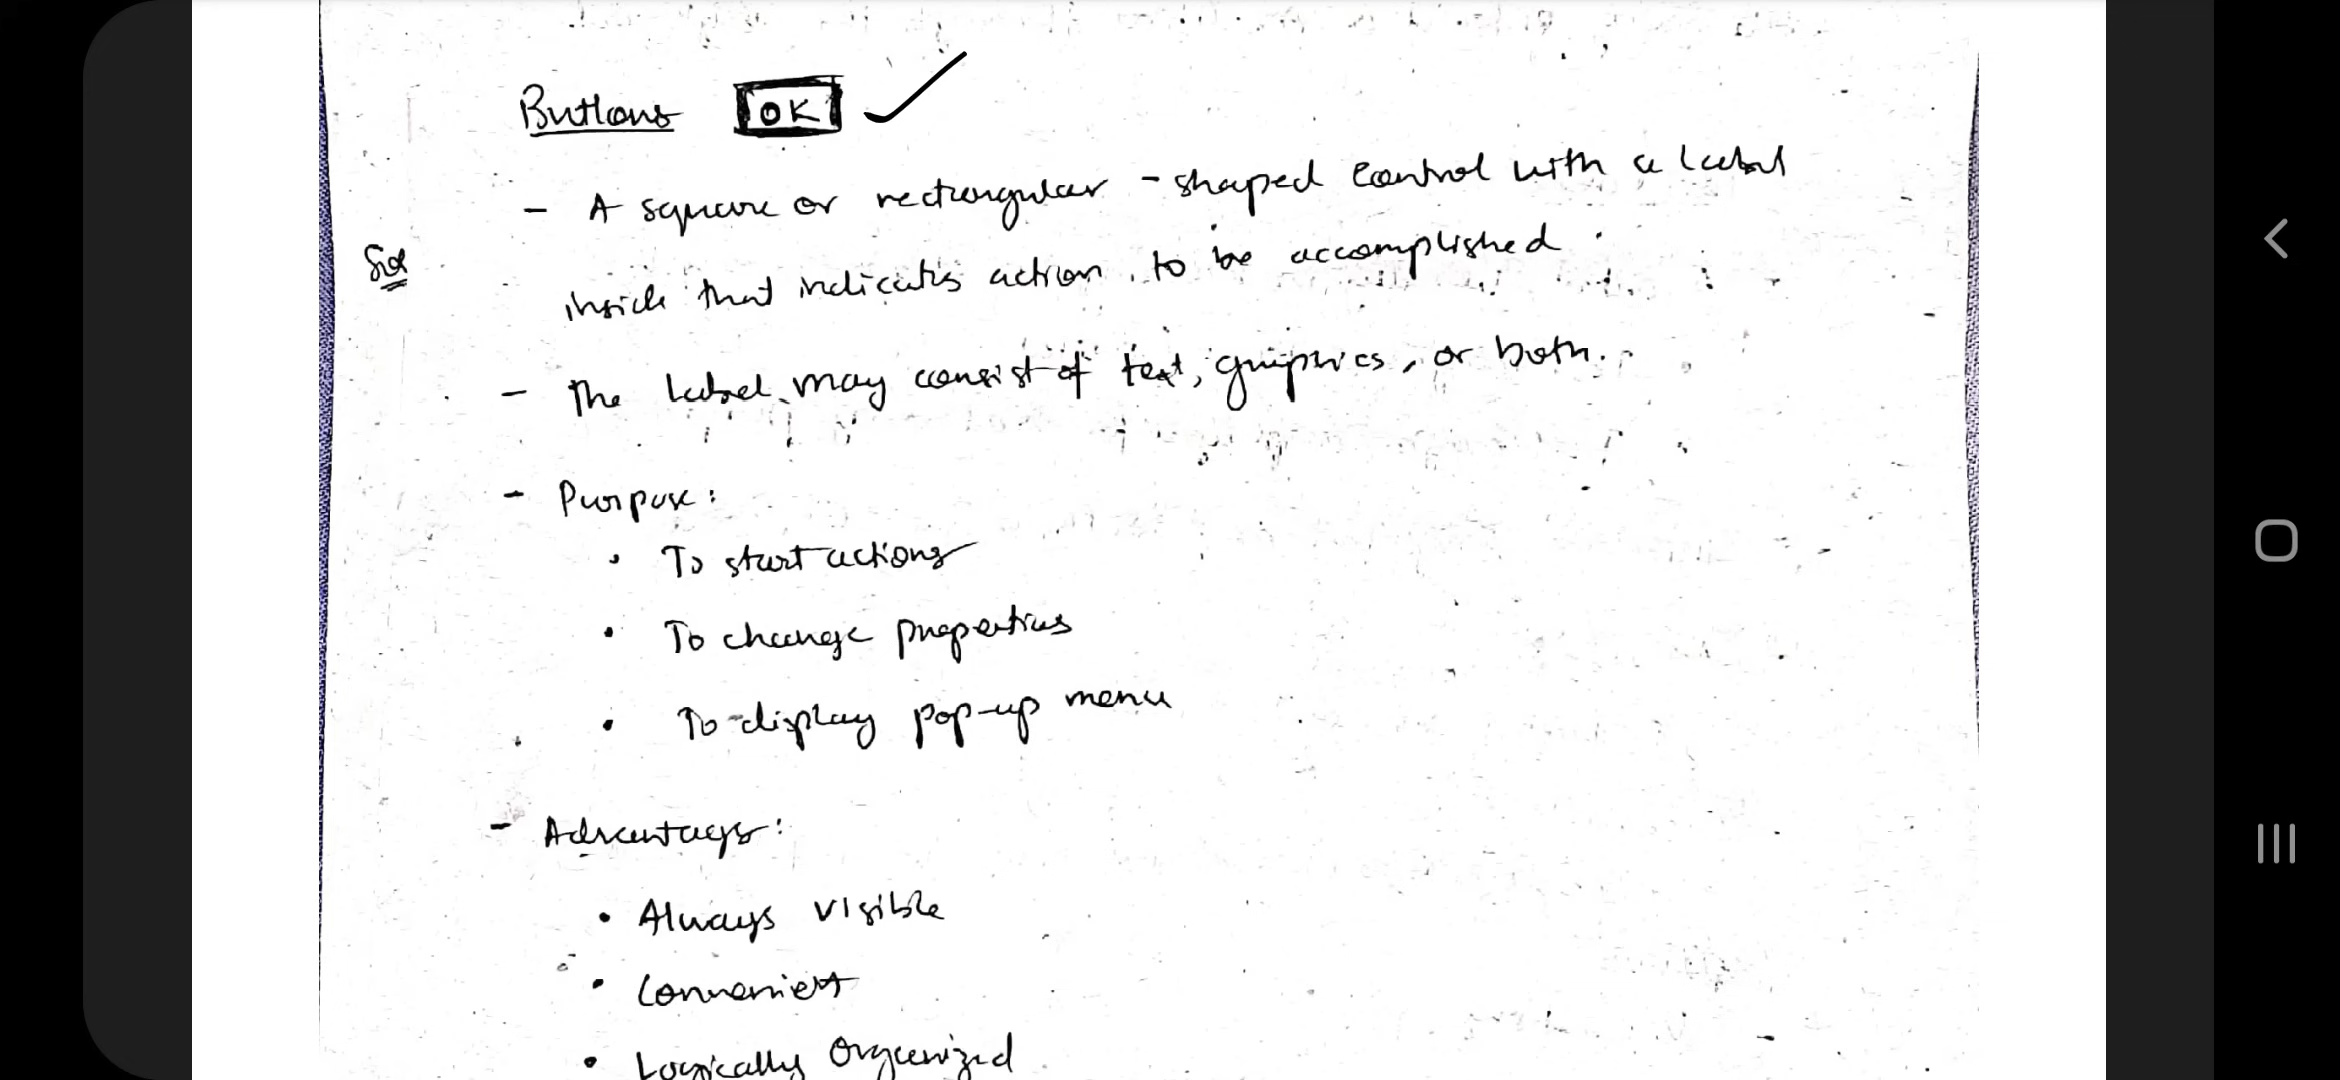 Buttons OK
- A square or rectangular - shaped control with a label
Sol
inside that indicates action to be accomplished.
- The label may consist of text, graphics, or both.
- Purpose:
• To start actions
• To change properties
• To display pop-up menu
- Advantages:
• Always visible
• Convenient
• Logically Organized